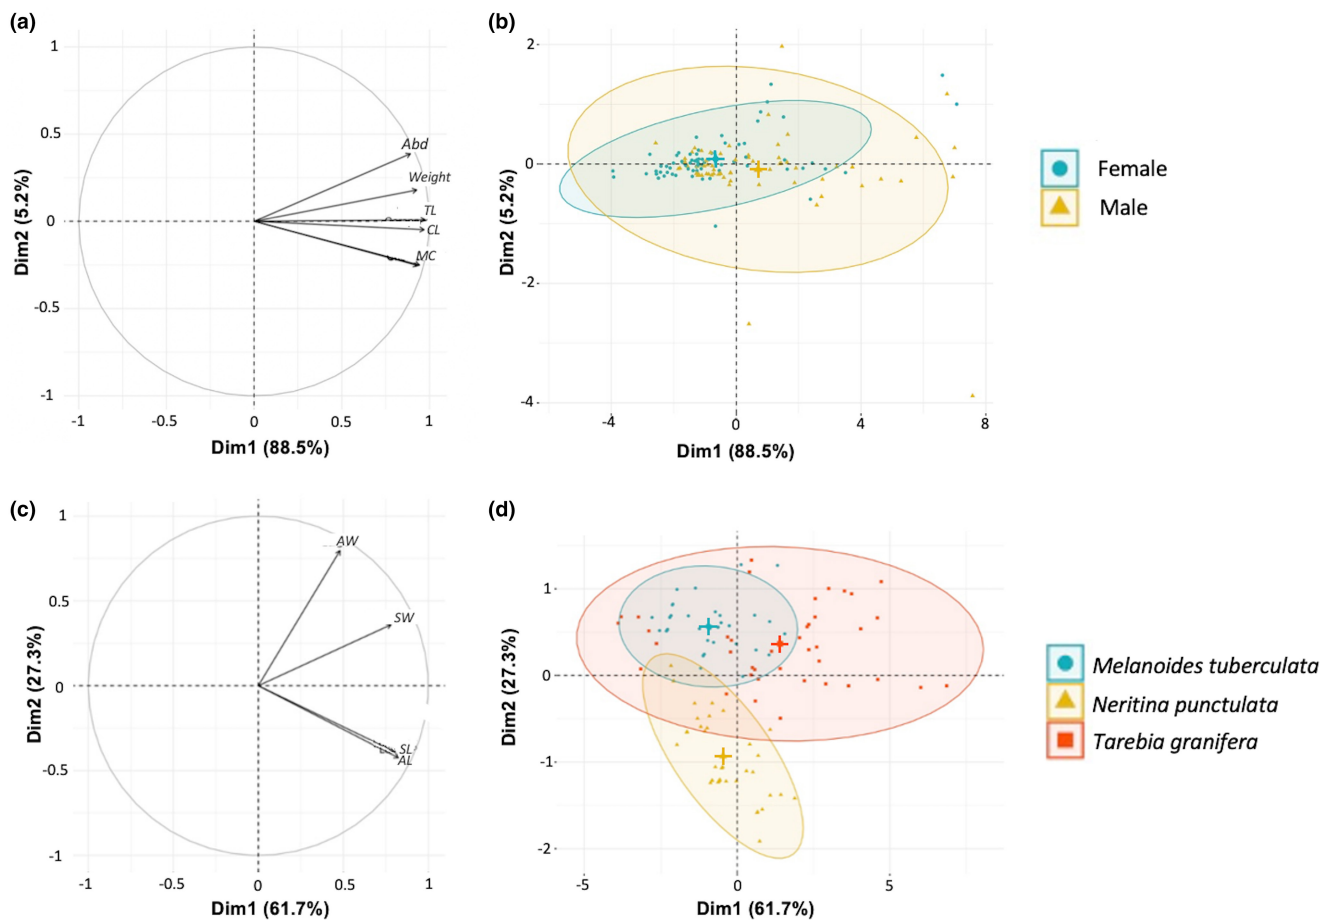 (a)
1
0.5
0
-0.5
-1
-1
-0.5
0
0.5
1
Dim2 (5.2%)
Dim1 (88.5%)
Abd
Weight
TL
CL
MC
(b)
2
0
-2
-4
-4
0
4
8
Dim2 (5.2%)
Dim1 (88.5%)
Female
Male
(c)
1
0.5
0
-0.5
-1
-1
-0.5
0
0.5
1
Dim2 (27.3%)
Dim1 (61.7%)
AW
SW
SL
AL
(d)
1
0
-1
-2
-5
0
5
Dim2 (27.3%)
Dim1 (61.7%)
Melanoides tuberculata
Neritina punctulata
Tarebia granifera